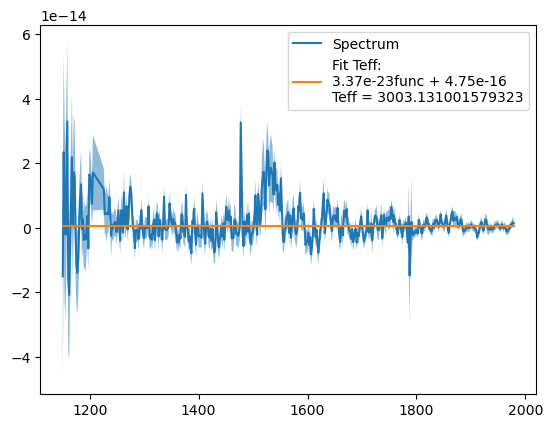 1e−14
6
4
2
0
−2
−4
1200
1400
1600
1800
2000
Spectrum
Fit Teff:
3.37e-23func + 4.75e-16
Teff = 3003.131001579323